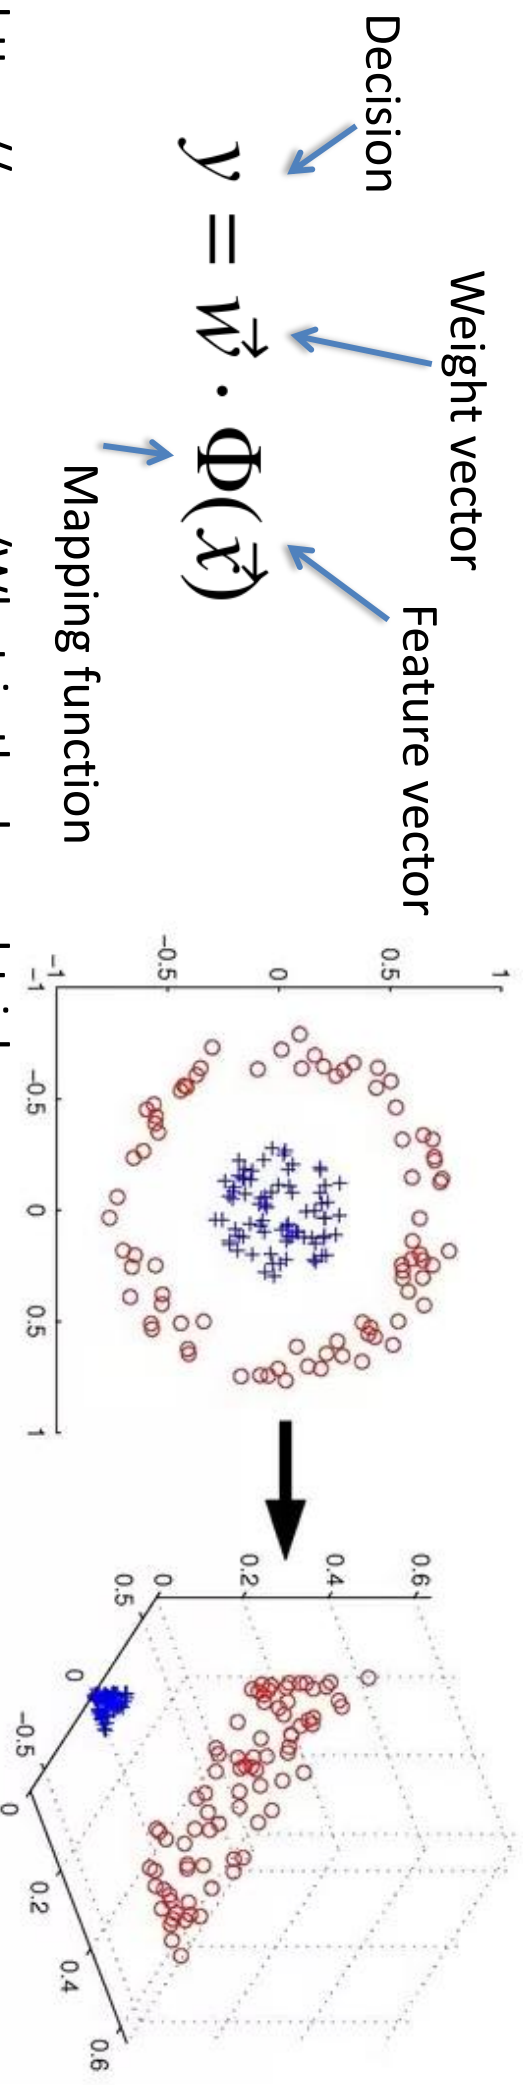 Decision
Weight vector
Feature vector
y = w⃗ · Φ(x⃗)
Mapping function
1
0.5
0
−0.5
−1
−1 −0.5 0 0.5 1
0.6
0.4
0.2
0
0.5 0 −0.5
0 0.2 0.4 0.6